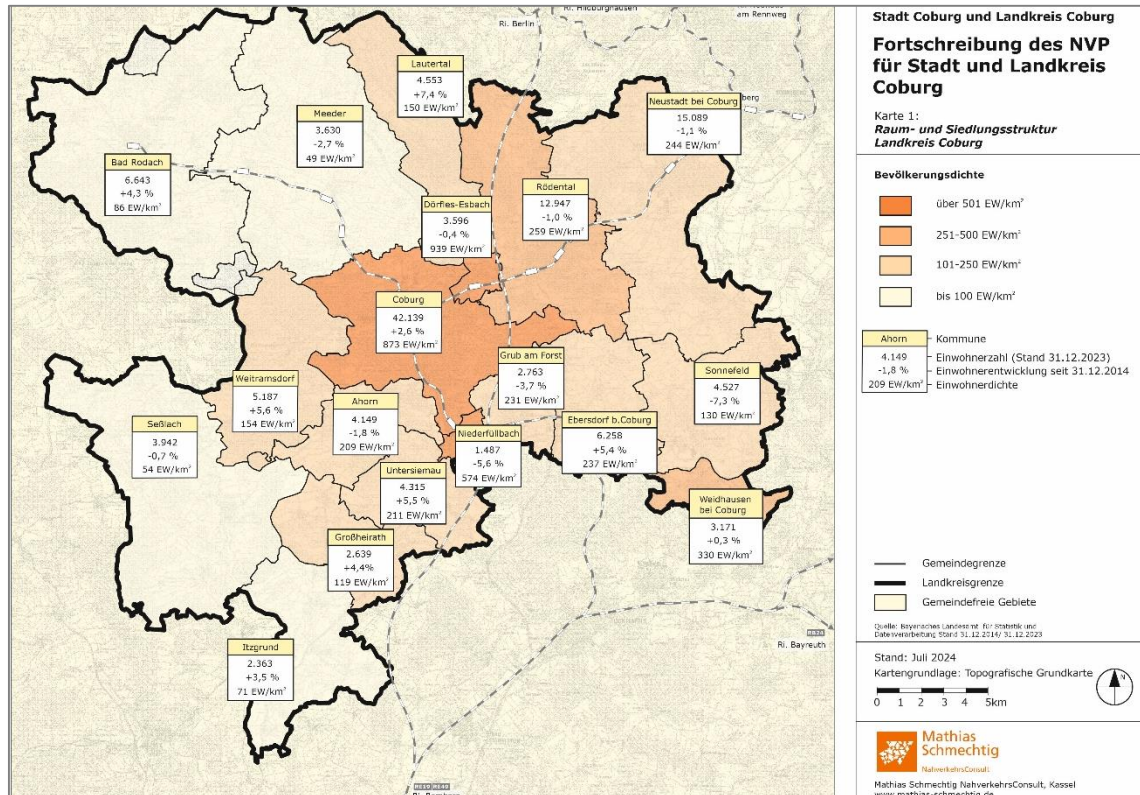 Ri. Berlin
Ri. Hildburghausen
am Rennweg
Lautertal
4.553
+7,4 %
150 EW/km²
Meeder
3.630
-2,7 %
49 EW/km²
Neustadt bei Coburg
15.089
-1,1 %
244 EW/km²
berg
Bad Rodach
6.643
+4,3 %
86 EW/km²
Rödental
12.947
-1,0 %
259 EW/km²
Dörfles-Esbach
3.596
-0,4 %
939 EW/km²
Coburg
42.139
+2,6 %
873 EW/km²
Grub am Forst
2.763
-3,7 %
231 EW/km²
Sonnefeld
4.527
-7,3 %
130 EW/km²
Weitramsdorf
5.187
+5,6 %
154 EW/km²
Ahorn
4.149
-1,8 %
209 EW/km²
Seßlach
3.942
-0,7 %
54 EW/km²
Niederfüllbach
1.487
-5,6 %
574 EW/km²
Ebersdorf b.Coburg
6.258
+5,4 %
237 EW/km²
Untersiemau
4.315
+5,5 %
211 EW/km²
Weidhausen
bei Coburg
3.171
+0,3 %
330 EW/km²
Großheirath
2.639
+4,4%
119 EW/km²
Itzgrund
2.363
+3,5 %
71 EW/km²
Ri. Bayreuth
Stadt Coburg und Landkreis Coburg
Fortschreibung des NVP
für Stadt und Landkreis
Coburg
Karte 1:
Raum- und Siedlungsstruktur
Landkreis Coburg
Bevölkerungsdichte
über 501 EW/km²
251-500 EW/km²
101-250 EW/km²
bis 100 EW/km²
Ahorn Kommune
4.149 Einwohnerzahl (Stand 31.12.2023)
-1,8 % Einwohnerentwicklung seit 31.12.2014
209 EW/km² Einwohnerdichte
Gemeindegrenze
Landkreisgrenze
Gemeindefreie Gebiete
Quelle: Bayerisches Landesamt für Statistik und
Datenverarbeitung Stand 31.12.2014/ 31.12.2023
Stand: Juli 2024
Kartengrundlage: Topografische Grundkarte
N
0 1 2 3 4 5km
Mathias
Schmechtig
NahverkehrsConsult
Mathias Schmechtig NahverkehrsConsult, Kassel
www.mathias-schmechtig.de